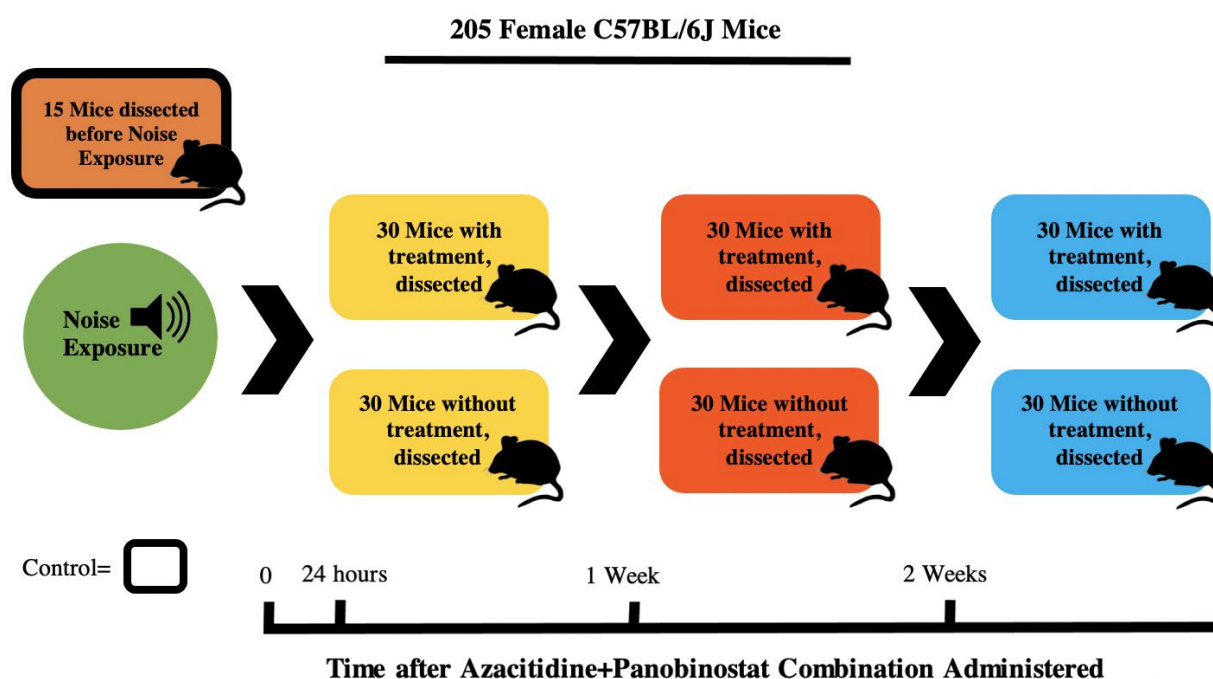 205 Female C57BL/6J Mice
15 Mice dissected
before Noise
Exposure
Noise
Exposure
30 Mice with
treatment,
dissected
30 Mice with
treatment,
dissected
30 Mice with
treatment,
dissected
30 Mice without
treatment,
dissected
30 Mice without
treatment,
dissected
30 Mice without
treatment,
dissected
Control=
0
24 hours
1 Week
2 Weeks
Time after Azacitidine+Panobinostat Combination Administered